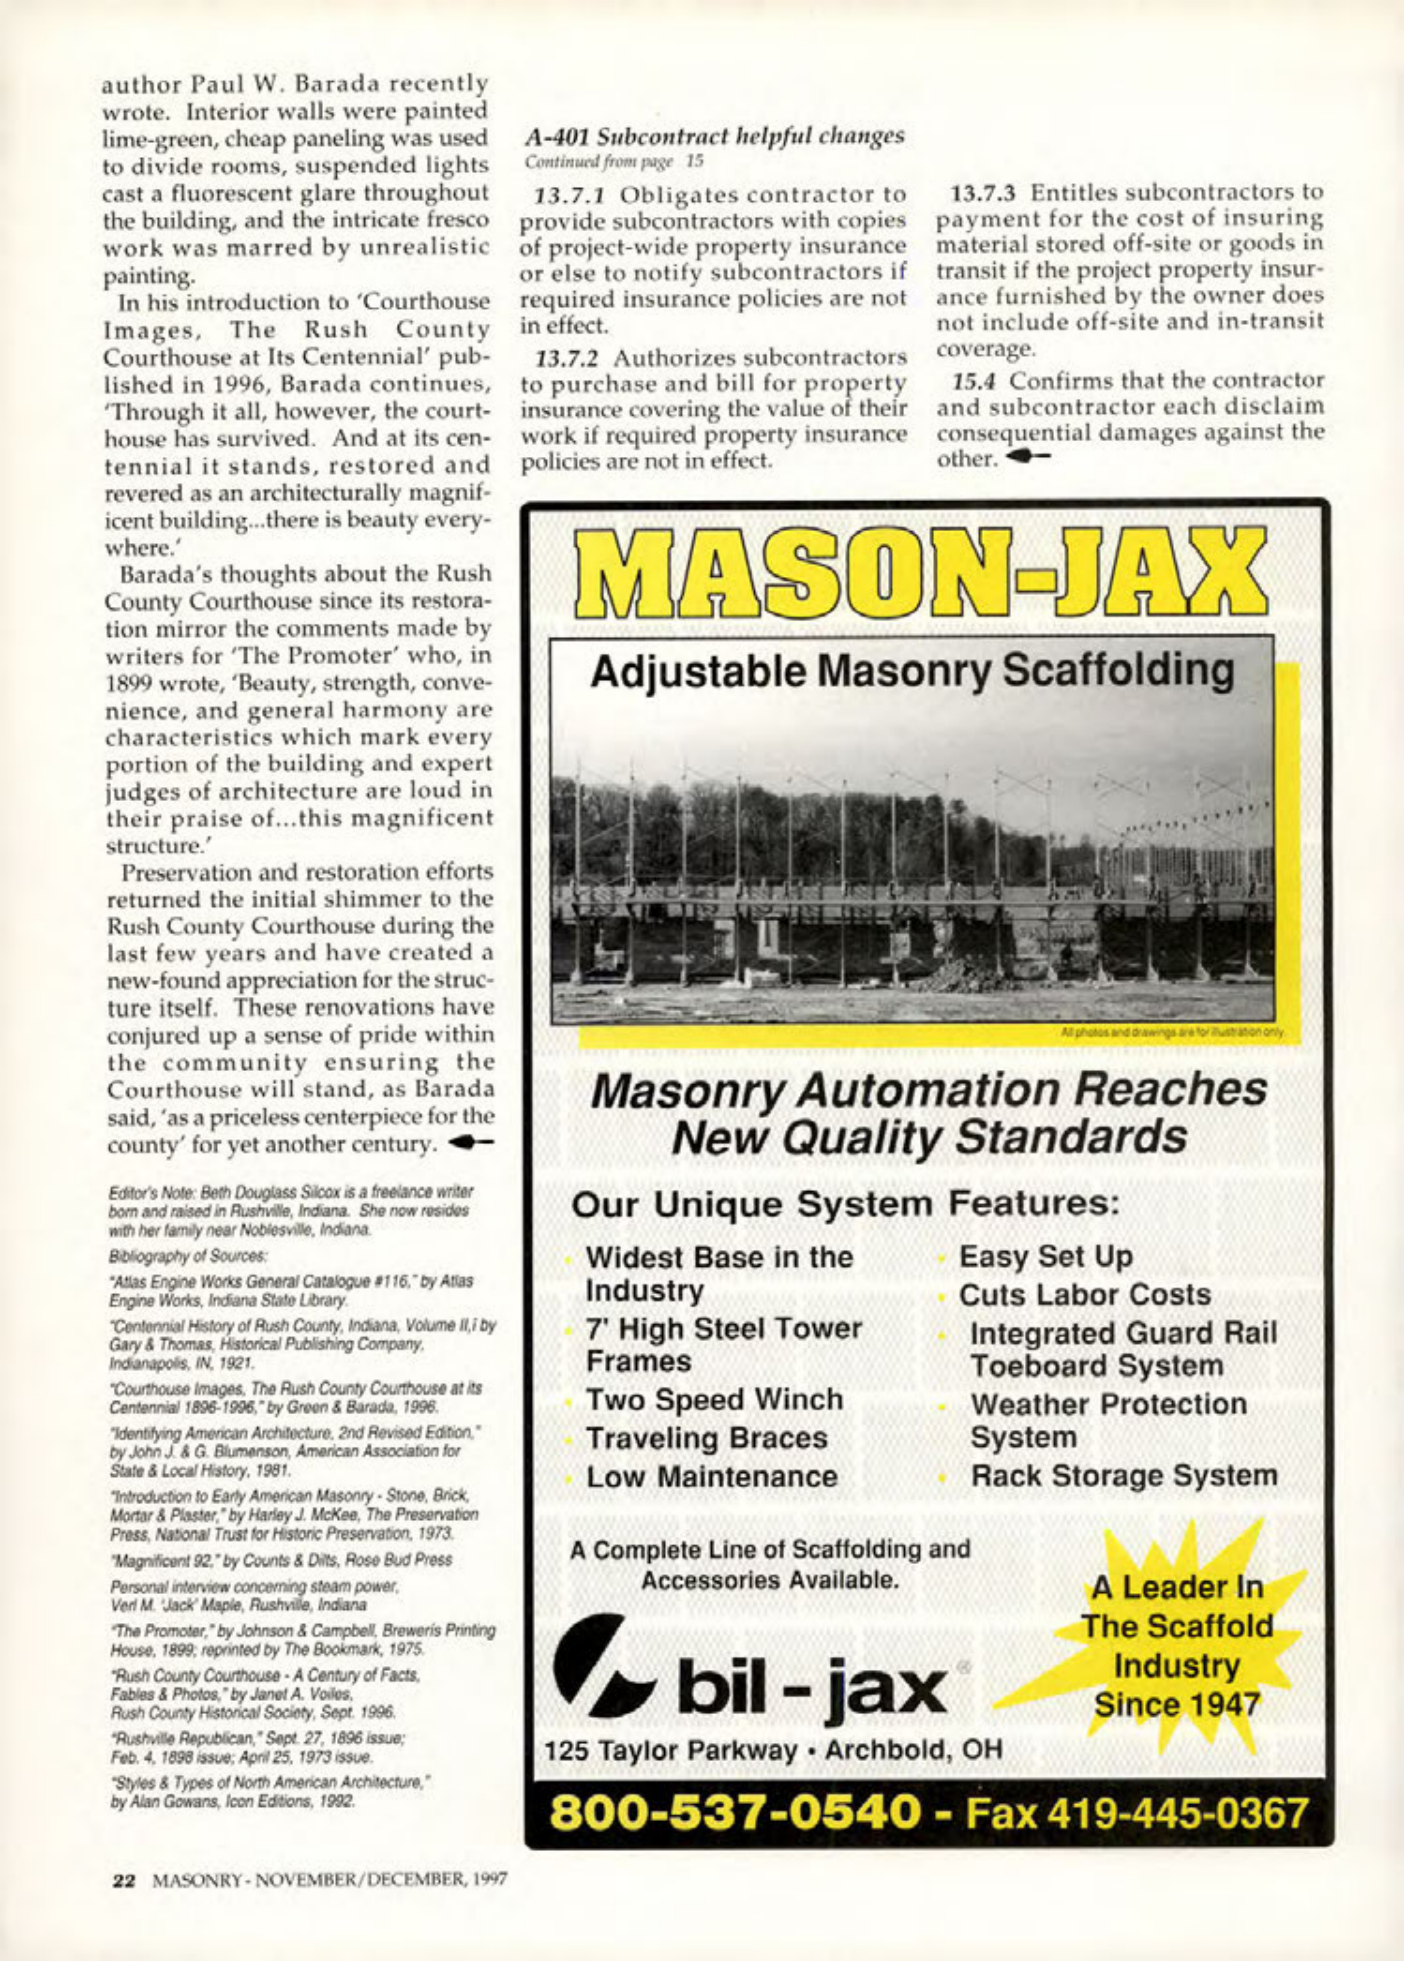 author Paul W. Barada recently
wrote. Interior walls were painted
lime-green, cheap paneling was used
to divide rooms, suspended lights
cast a fluorescent glare throughout
the building, and the intricate fresco
work was marred by unrealistic
painting.
In his introduction to 'Courthouse
Images, The Rush County
Courthouse at Its Centennial' pub-
lished in 1996, Barada continues,
'Through it all, however, the court-
house has survived. And at its cen-
tennial it stands, restored and
revered as an architecturally magnif-
icent building...there is beauty every-
where.'
Barada's thoughts about the Rush
County Courthouse since its restora-
tion mirror the comments made by
writers for 'The Promoter' who, in
1899 wrote, 'Beauty, strength, conve-
nience, and general harmony are
characteristics which mark every
portion of the building and expert
judges of architecture are loud in
their praise of...this magnificent
structure.'
Preservation and restoration efforts
returned the initial shimmer to the
Rush County Courthouse during the
last few years and have created a
new-found appreciation for the struc-
ture itself. These renovations have
conjured up a sense of pride within
the community ensuring the
Courthouse will stand, as Barada
said, 'as a priceless centerpiece for the
county' for yet another century.
Editor's Note: Beth Douglass Silcox is a freelance writer
born and raised in Rushville, Indiana. She now resides
with her family near Noblesville, Indiana.
Bibliography of Sources:
"Atlas Engine Works General Catalogue #116," by Atlas
Engine Works, Indiana State Library.
"Centennial History of Rush County, Indiana, Volume II,i by
Gary & Thomas, Historical Publishing Company,
Indianapolis, IN, 1921.
"Courthouse Images, The Rush County Courthouse at its
Centennial 1896-1996," by Green & Barada, 1996.
"Identifying American Architecture, 2nd Revised Edition,"
by John J. & G. Blumenson, American Association for
State & Local History, 1981.
"Introduction to Early American Masonry - Stone, Brick,
Mortar & Plaster," by Harley J. McKee, The Preservation
Press, National Trust for Historic Preservation, 1973.
"Magnificent 92," by Counts & Dilts, Rose Bud Press
Personal interview concerning steam power,
Verl M. 'Jack' Maple, Rushville, Indiana
"The Promoter," by Johnson & Campbell, Breweris Printing
House, 1899; reprinted by The Bookmark, 1975.
"Rush County Courthouse - A Century of Facts,
Fables & Photos," by Janet A. Voiles,
Rush County Historical Society, Sept. 1996.
"Rushville Republican," Sept. 27, 1896 issue;
Feb. 4, 1898 issue; April 25, 1973 issue.
"Styles & Types of North American Architecture,"
by Alan Gowans, Icon Editions, 1992.
A-401 Subcontract helpful changes
Continued from page 15
13.7.1 Obligates contractor to
provide subcontractors with copies
of project-wide property insurance
or else to notify subcontractors if
required insurance policies are not
in effect.
13.7.2 Authorizes subcontractors
to purchase and bill for property
insurance covering the value of their
work if required property insurance
policies are not in effect.
13.7.3 Entitles subcontractors to
payment for the cost of insuring
material stored off-site or goods in
transit if the project property insur-
ance furnished by the owner does
not include off-site and in-transit
coverage.
15.4 Confirms that the contractor
and subcontractor each disclaim
consequential damages against the
other.
MASON-JAX
Adjustable Masonry Scaffolding
All photos and drawings are for illustration only.
Masonry Automation Reaches
New Quality Standards
Our Unique System Features:
Widest Base in the
Industry
7' High Steel Tower
Frames
Two Speed Winch
Traveling Braces
Low Maintenance
Easy Set Up
Cuts Labor Costs
Integrated Guard Rail
Toeboard System
Weather Protection
System
Rack Storage System
A Complete Line of Scaffolding and
Accessories Available.
bil-jax®
125 Taylor Parkway • Archbold, OH
A Leader In
The Scaffold
Industry
Since 1947
800-537-0540 - Fax 419-445-0367
22 MASONRY - NOVEMBER/DECEMBER, 1997